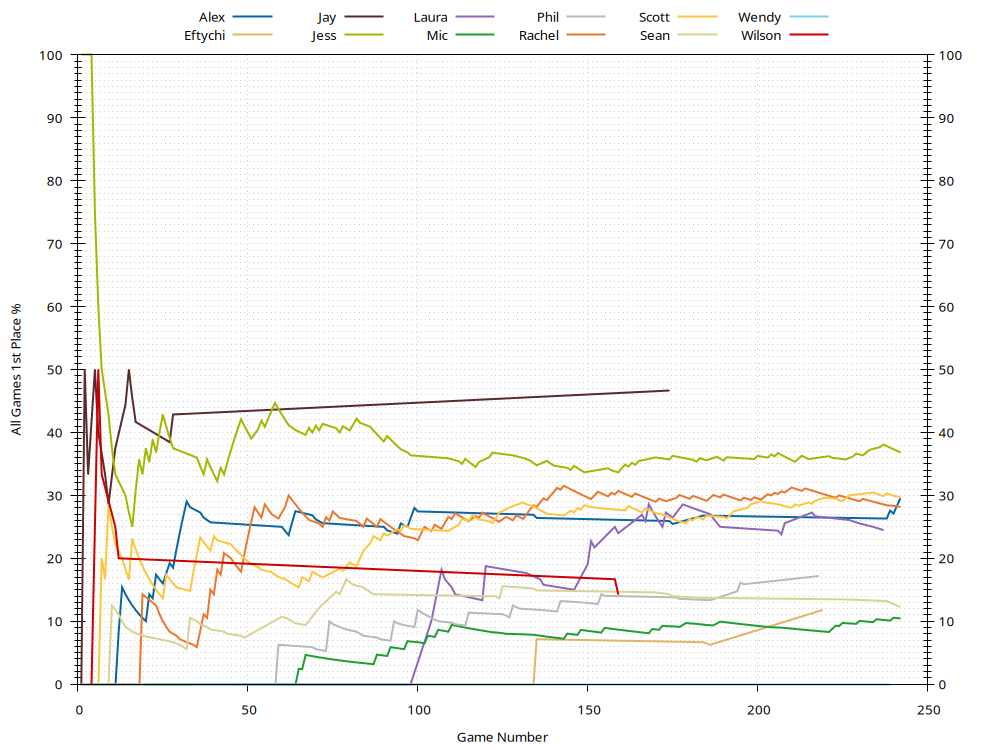 Alex Jay Laura Phil Scott Wendy
Eftychi Jess Mic Rachel Sean Wilson
100 100
90 90
80 80
70 70
60 60
50 50
40 40
30 30
20 20
10 10
0 0
0 50 100 150 200 250
All Games 1st Place %
Game Number